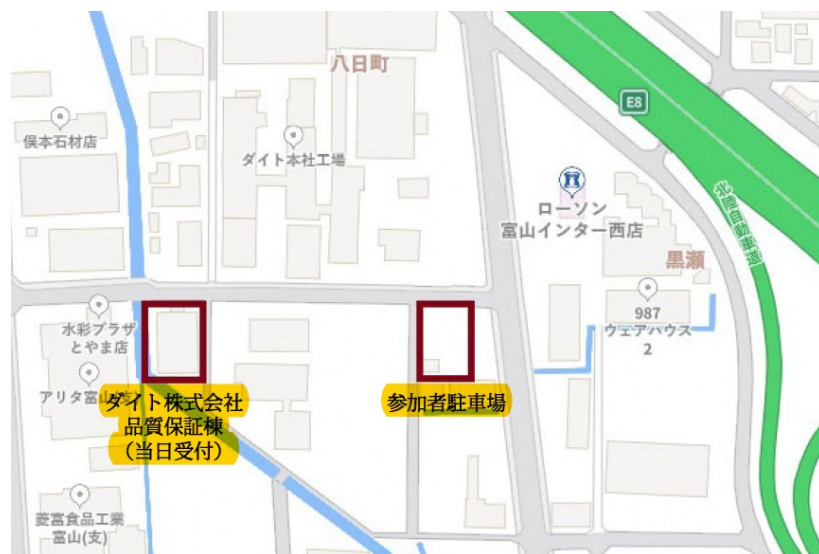 八日町
E8
俣本石材店
ダイト本社工場
北陸自動車道
ローソン
富山インター西店
黒瀬
987
ウェアハウス
2
水彩プラザ
とやま店
アリタ富山(支)
ダイト株式会社
品質保証棟
（当日受付）
参加者駐車場
菱富食品工業
富山(支)